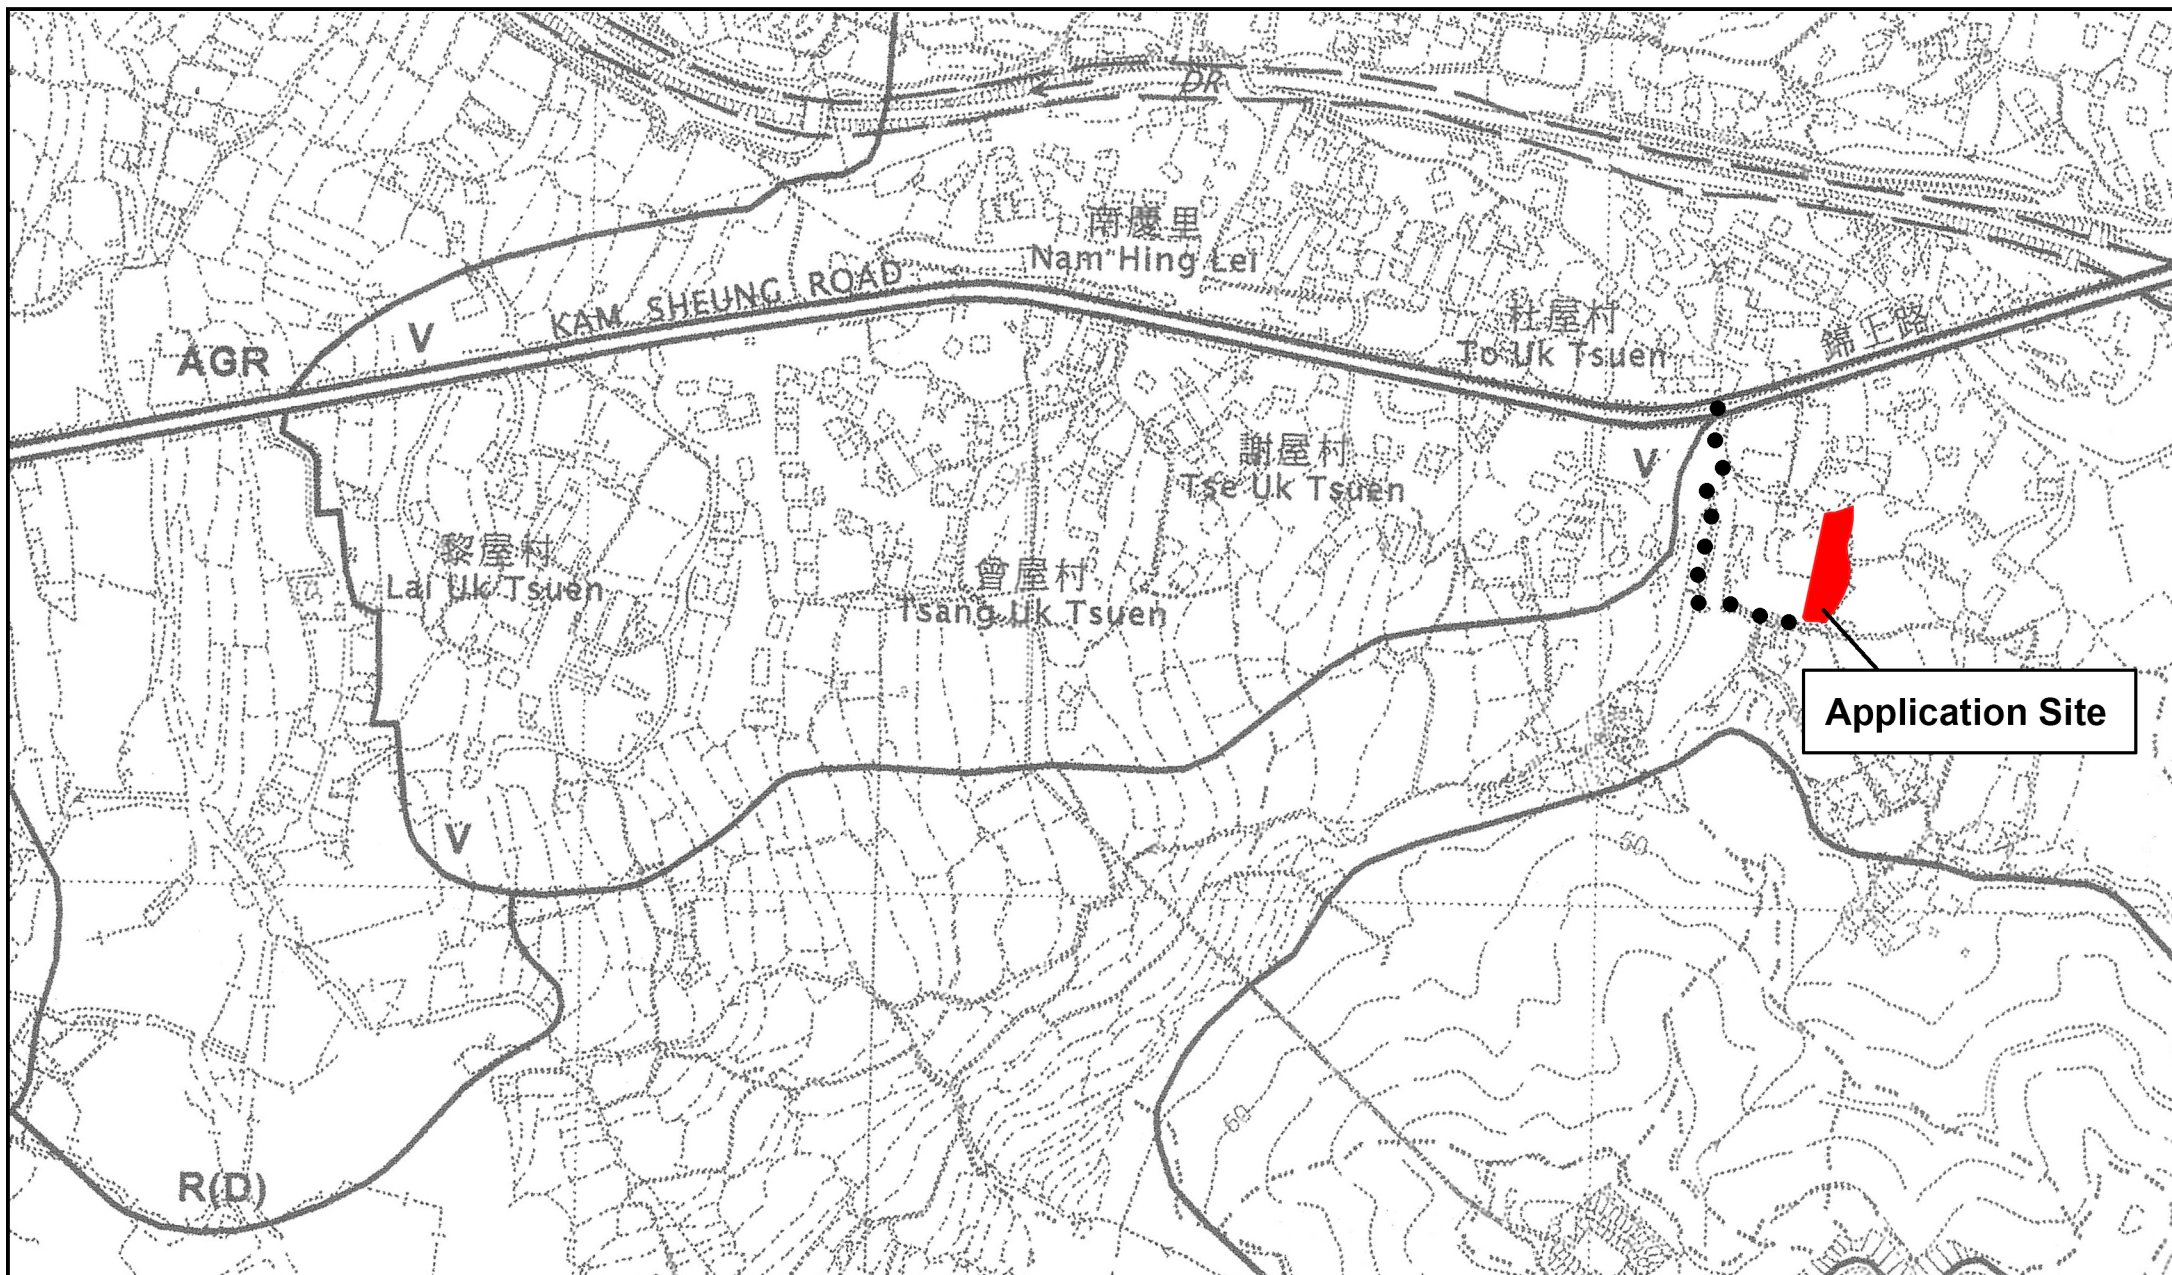 DR
南慶里
Nam Hing Lei
KAM SHEUNG ROAD
杜屋村
To Uk Tsuen
錦上路
V
AGR
謝屋村
Tse Uk Tsuen
V
黎屋村
Lai Uk Tsuen
曾屋村
Tsang Uk Tsuen
Application Site
V
50
60
R(D)